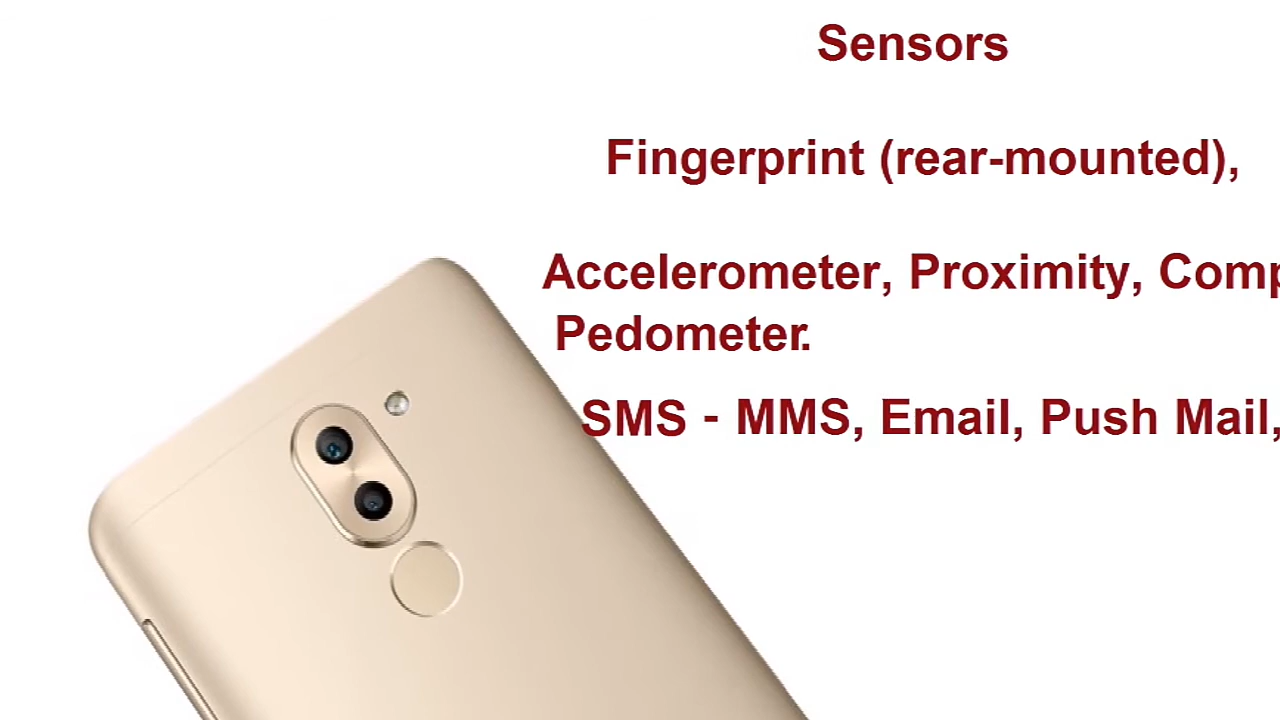 Sensors
Fingerprint (rear-mounted),
Accelerometer, Proximity, Comp
Pedometer.
SMS - MMS, Email, Push Mail,